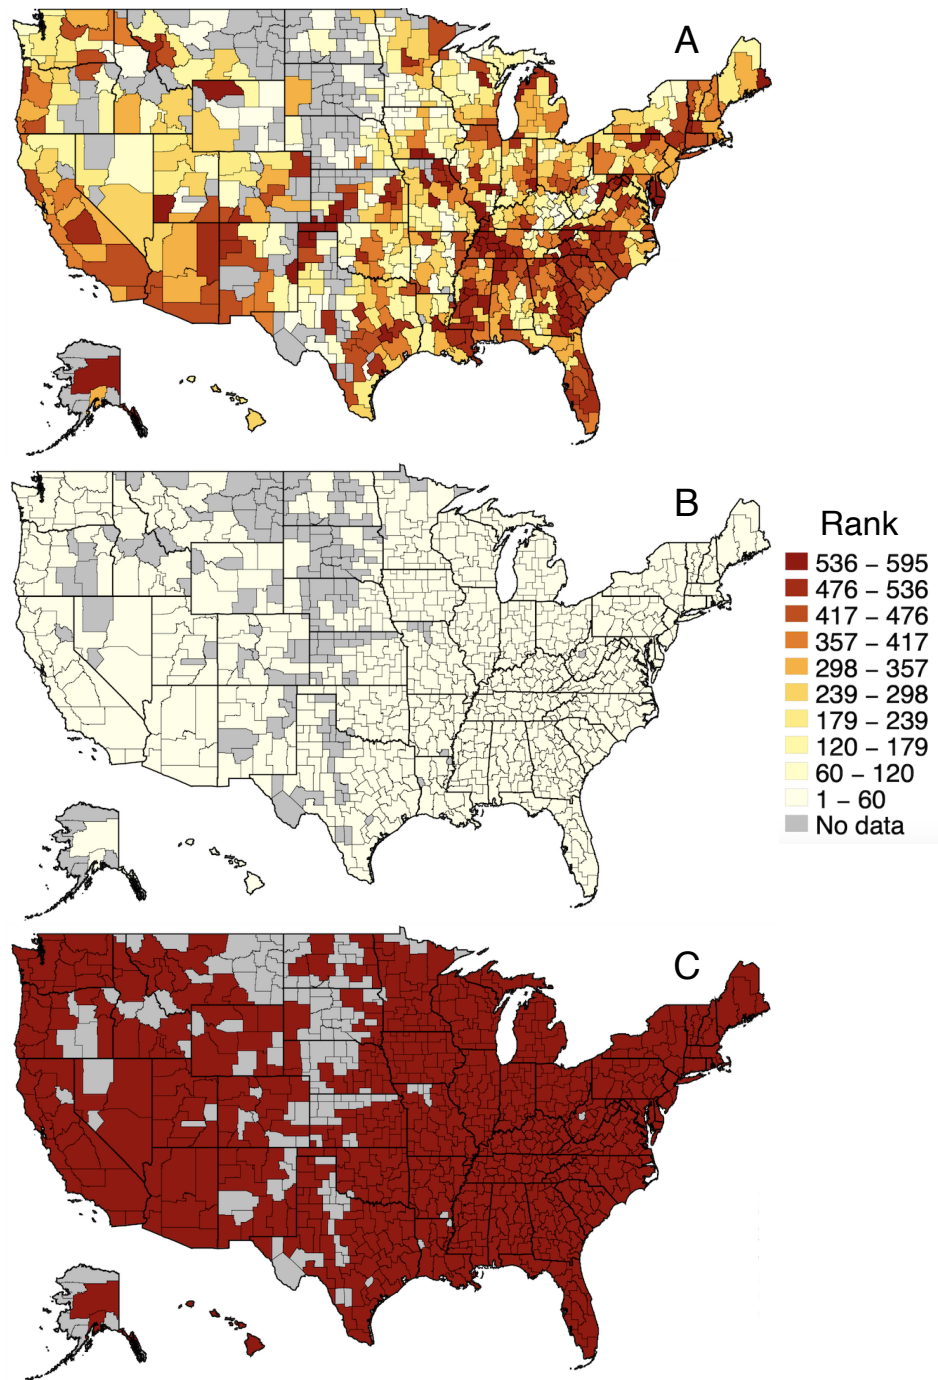 A
B
Rank
536 – 595
476 – 536
417 – 476
357 – 417
298 – 357
239 – 298
179 – 239
120 – 179
60 – 120
1 – 60
No data
C